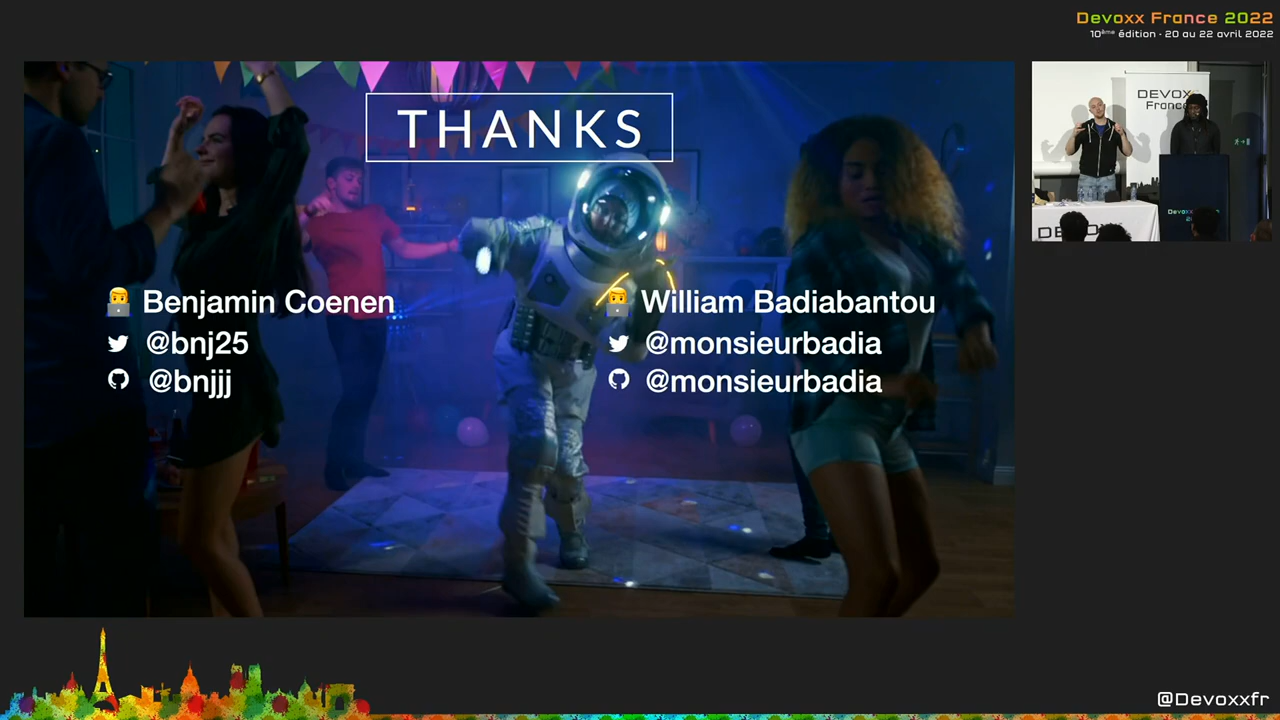 Devoxx France 2022
10ème édition · 20 au 22 avril 2022
THANKS
Benjamin Coenen
@bnj25
@bnjjj
William Badiabantou
@monsieurbadia
@monsieurbadia
DEVOXX
France
@Devoxxfr